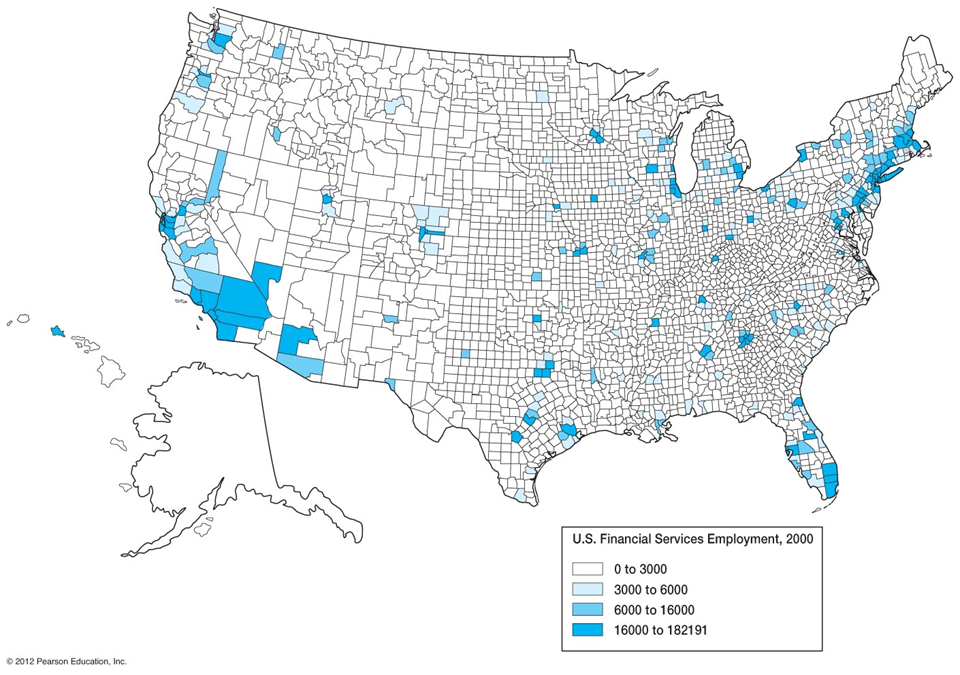 U.S. Financial Services Employment, 2000
0 to 3000
3000 to 6000
6000 to 16000
16000 to 182191
© 2012 Pearson Education, Inc.